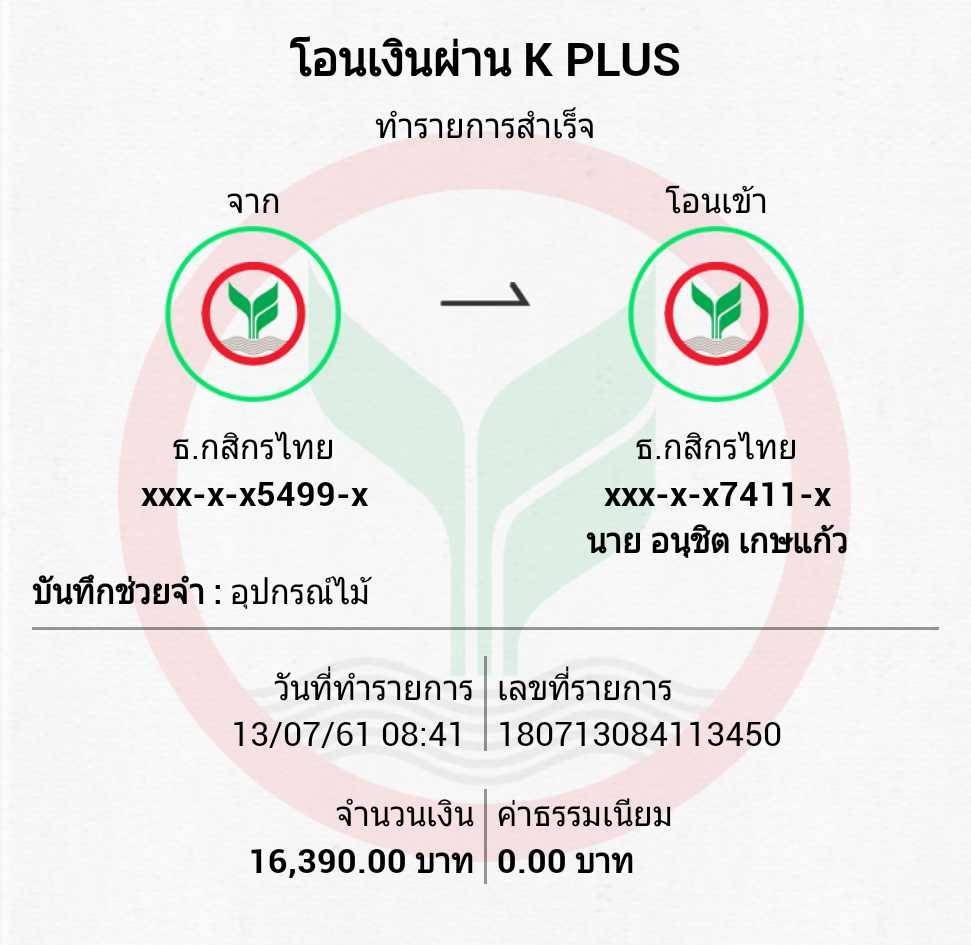 โอนเงินผ่าน K PLUS
ทำรายการสำเร็จ
จาก
โอนเข้า
ธ.กสิกรไทย
xxx-x-x5499-x
ธ.กสิกรไทย
xxx-x-x7411-x
นาย อนุชิต เกษแก้ว
บันทึกช่วยจำ : อุปกรณ์ไม้
วันที่ทำรายการ
13/07/61 08:41
เลขที่รายการ
180713084113450
จำนวนเงิน
16,390.00 บาท
ค่าธรรมเนียม
0.00 บาท